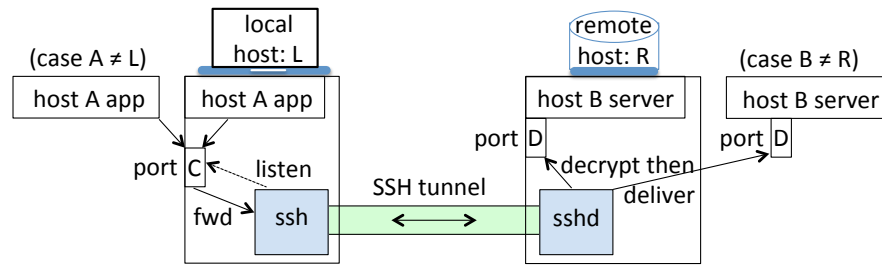 local
host: L
remote
host: R
(case A ≠ L)
(case B ≠ R)
host A app
host A app
host B server
host B server
port D
port D
port C
listen
decrypt then
deliver
SSH tunnel
fwd
ssh
sshd